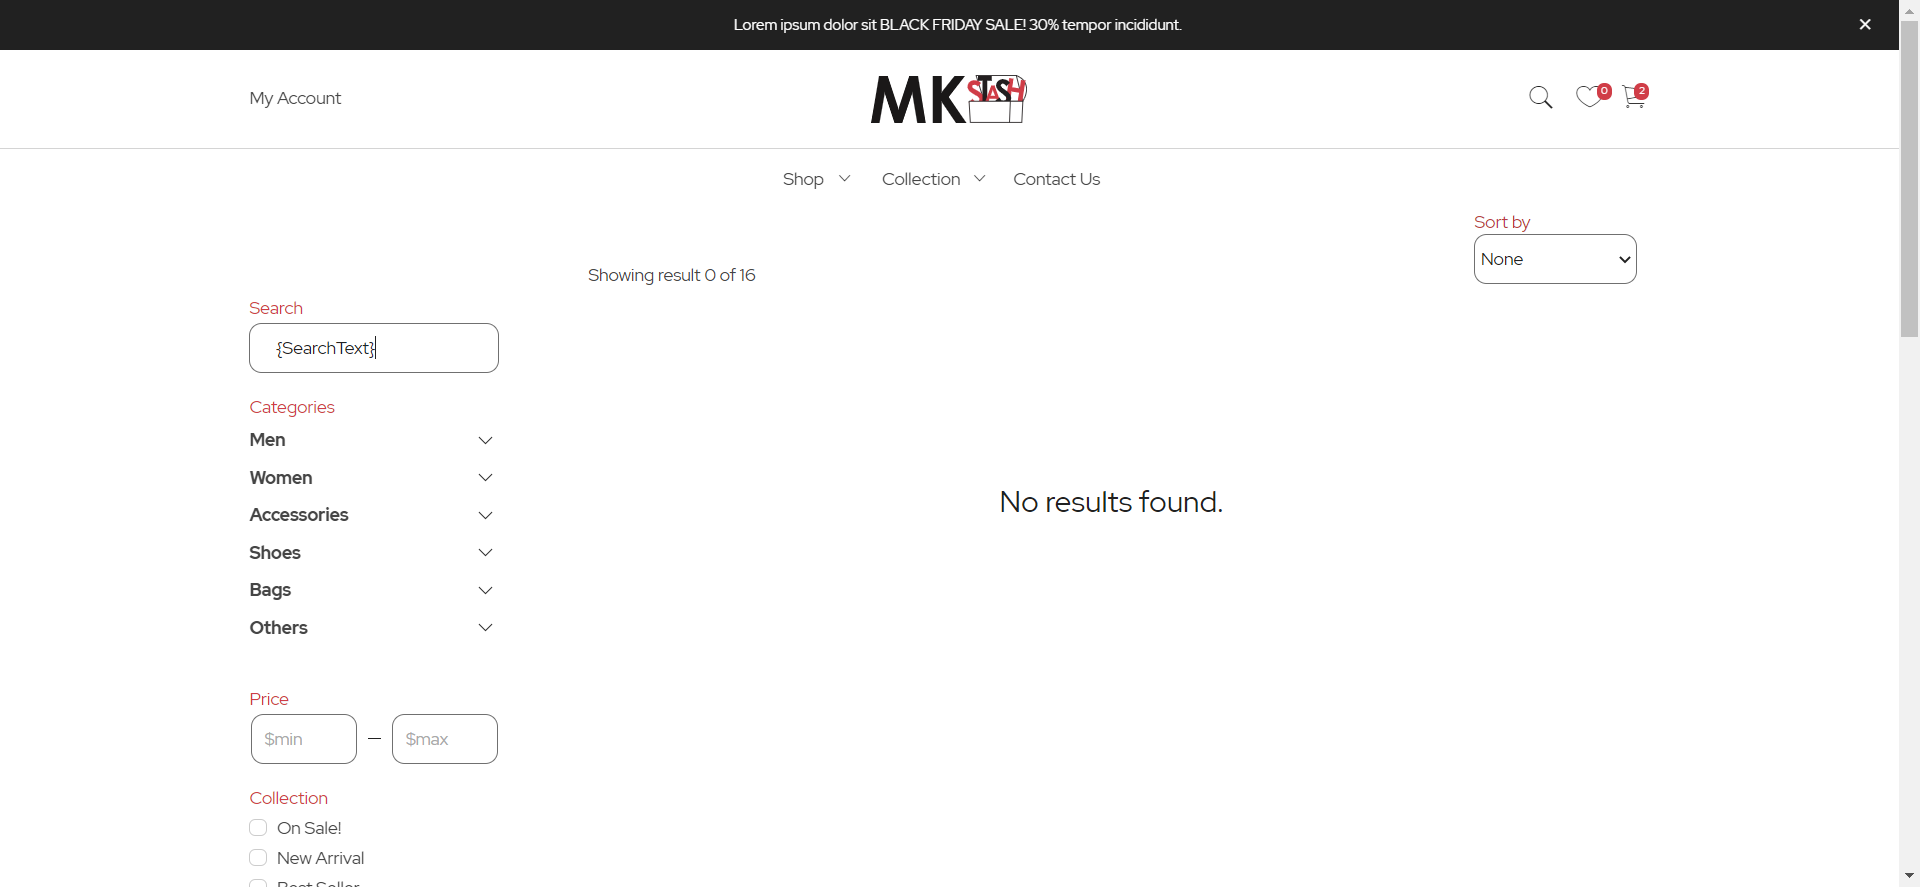 Lorem ipsum dolor sit BLACK FRIDAY SALE! 30% tempor incididunt.
My Account
MK STASH
0
2
Shop
Collection
Contact Us
Sort by
None
Showing result 0 of 16
Search
{SearchText}
Categories
Men
Women
Accessories
Shoes
Bags
Others
No results found.
Price
$min
—
$max
Collection
On Sale!
New Arrival
Best Seller